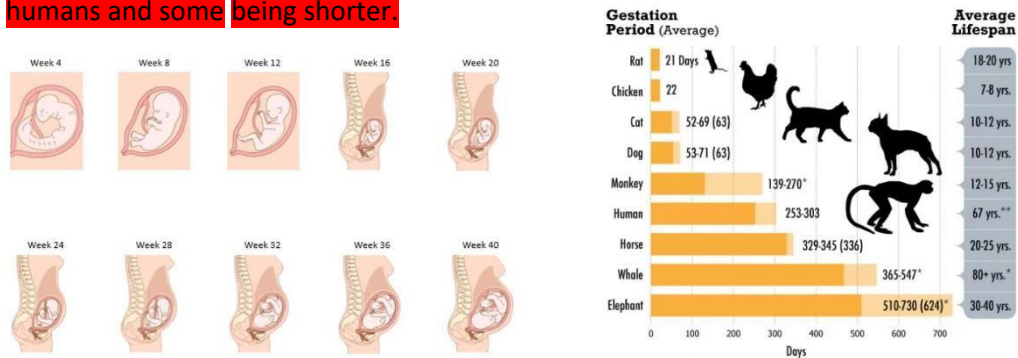 humans and some being shorter.
Week 4
Week 8
Week 12
Week 16
Week 20
Week 24
Week 28
Week 32
Week 36
Week 40
Gestation
Period (Average)
Average
Lifespan
Rat 21 Days 18-20 yrs
Chicken 22 7-8 yrs.
Cat 52-69 (63) 10-12 yrs.
Dog 53-71 (63) 10-12 yrs.
Monkey 139-270* 12-15 yrs.
Human 253-303 67 yrs.**
Horse 329-345 (336) 20-25 yrs.
Whale 365-547* 80+ yrs.*
Elephant 510-730 (624)* 30-40 yrs.
0 100 200 300 400 500 600 700
Days